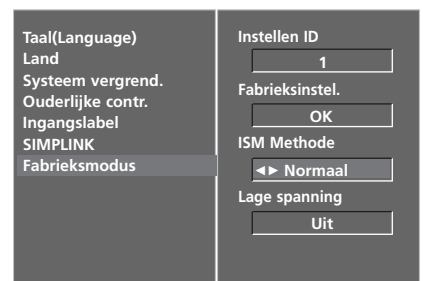 Taal(Language)
Land
Systeem vergrend.
Ouderlijke contr.
Ingangslabel
SIMPLINK
Fabrieksmodus
Instellen ID
1
Fabrieksinstel.
OK
ISM Methode
◄► Normaal
Lage spanning
Uit